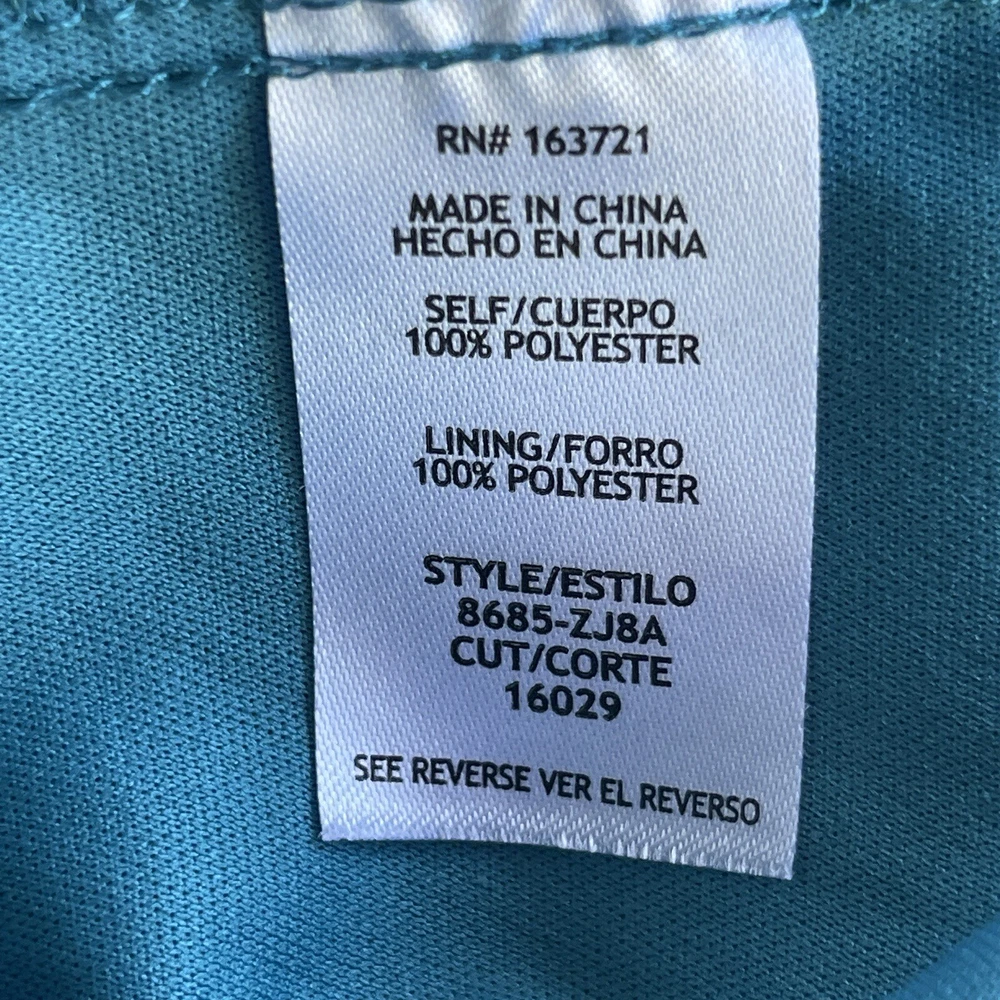 RN# 163721
MADE IN CHINA
HECHO EN CHINA
SELF/CUERPO
100% POLYESTER
LINING/FORRO
100% POLYESTER
STYLE/ESTILO
8685-ZJ8A
CUT/CORTE
16029
SEE REVERSE VER EL REVERSO